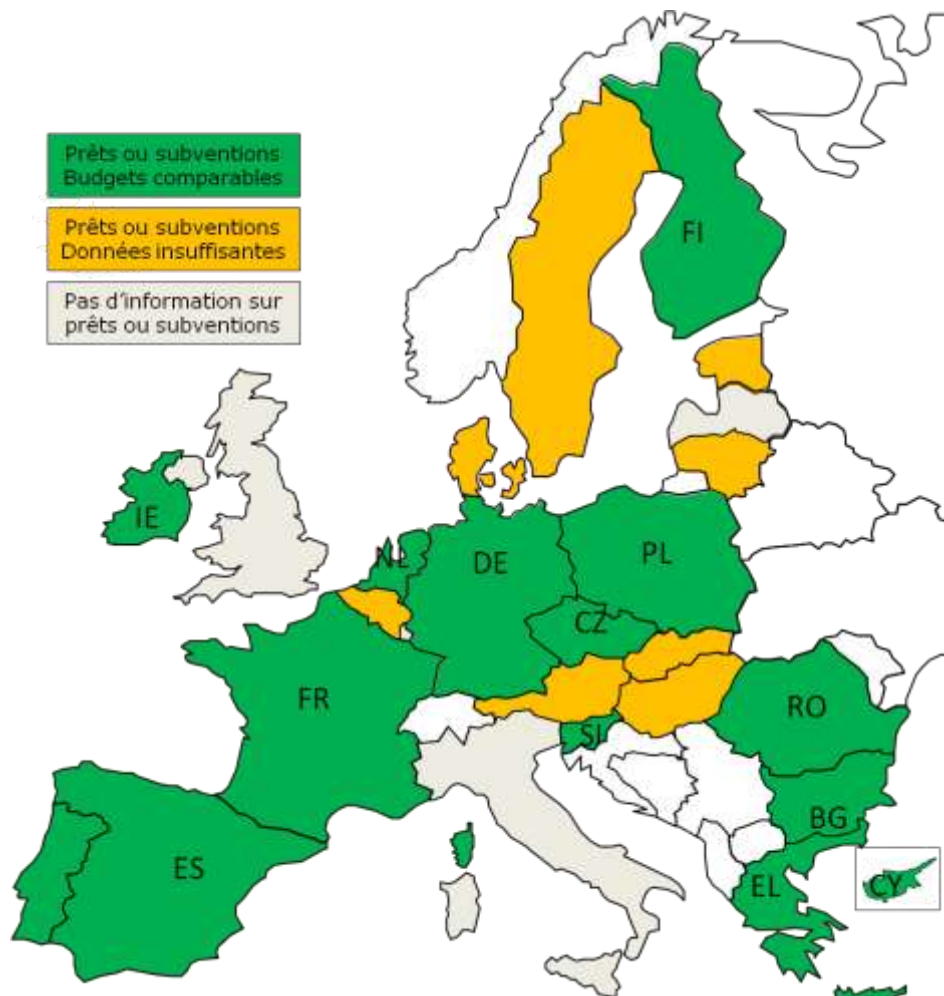 Prêts ou subventions
Budgets comparables
Prêts ou subventions
Données insuffisantes
Pas d'information sur
prêts ou subventions
FI
IE
NL
DE
PL
CZ
FR
SI
RO
BG
ES
EL
CY